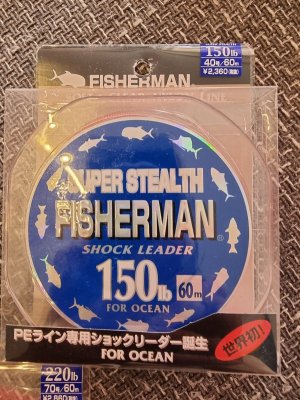 150lb
40号/60m
¥2,360(税別)
FISHERMAN
SUPER STEALTH
FISHERMAN®
SHOCK LEADER
150lb 60m
FOR OCEAN
PEライン専用ショックリーダー誕生
FOR OCEAN
世界初!
220lb
70号/60m